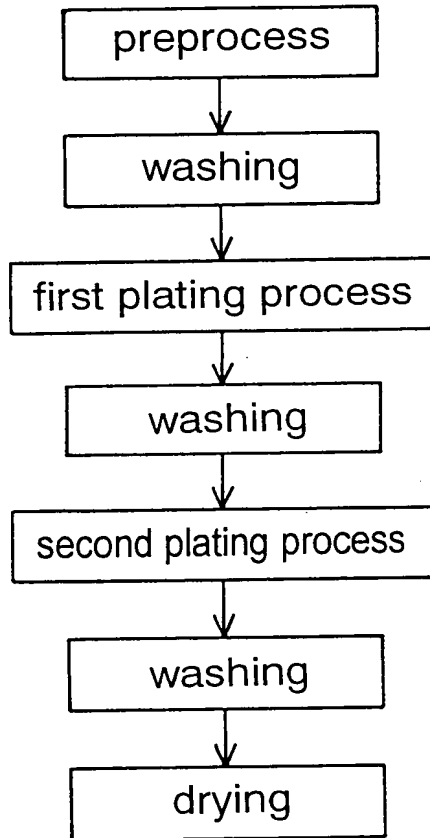 preprocess
washing
first plating process
washing
second plating process
washing
drying